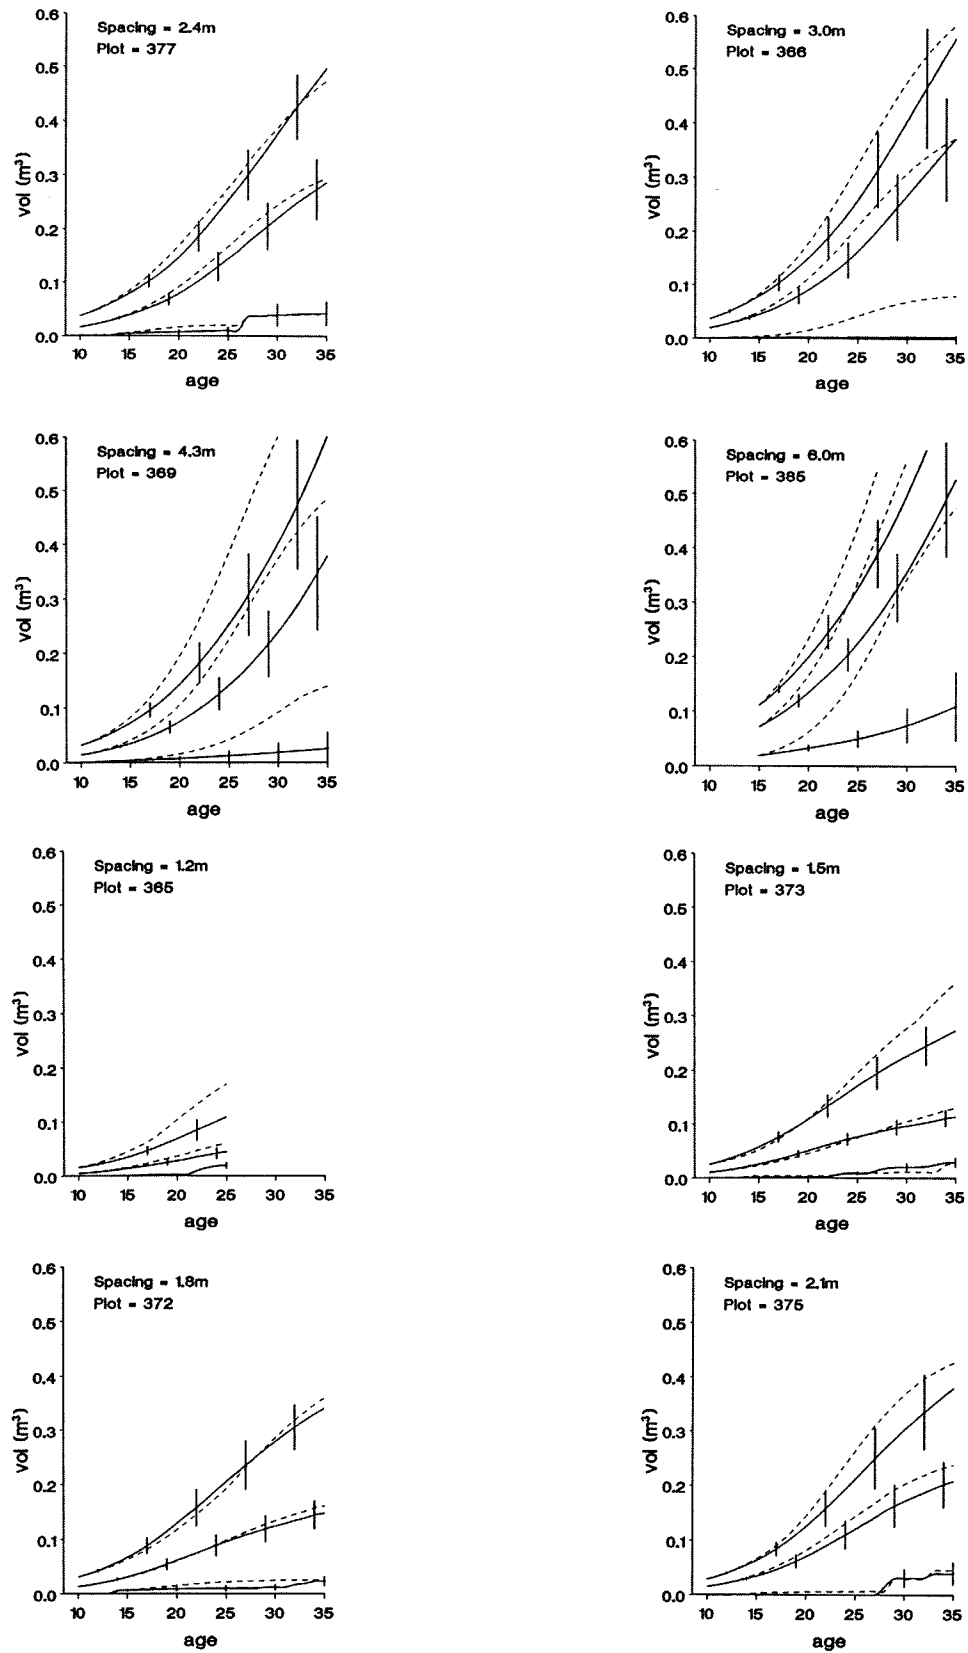 Spacing = 2.4m
Plot = 377
vol (m³)
0.6
0.5
0.4
0.3
0.2
0.1
0.0
10 15 20 25 30 35
age
Spacing = 3.0m
Plot = 366
vol (m³)
0.6
0.5
0.4
0.3
0.2
0.1
0.0
10 15 20 25 30 35
age
Spacing = 4.3m
Plot = 369
vol (m³)
0.6
0.5
0.4
0.3
0.2
0.1
0.0
10 15 20 25 30 35
age
Spacing = 6.0m
Plot = 385
vol (m³)
0.6
0.5
0.4
0.3
0.2
0.1
0.0
10 15 20 25 30 35
age
Spacing = 1.2m
Plot = 365
vol (m³)
0.6
0.5
0.4
0.3
0.2
0.1
0.0
10 15 20 25 30 35
age
Spacing = 1.5m
Plot = 373
vol (m³)
0.6
0.5
0.4
0.3
0.2
0.1
0.0
10 15 20 25 30 35
age
Spacing = 1.8m
Plot = 372
vol (m³)
0.6
0.5
0.4
0.3
0.2
0.1
0.0
10 15 20 25 30 35
age
Spacing = 2.1m
Plot = 375
vol (m³)
0.6
0.5
0.4
0.3
0.2
0.1
0.0
10 15 20 25 30 35
age